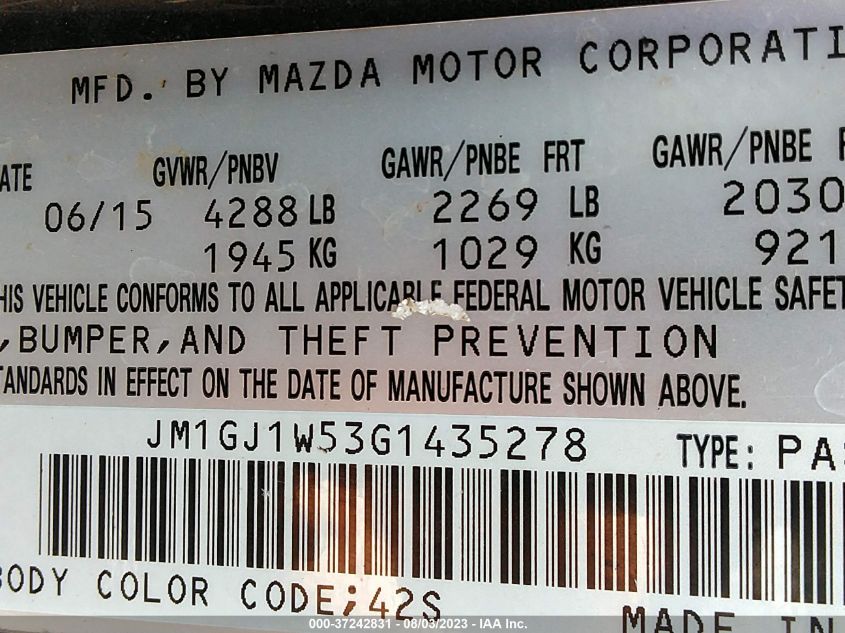 MFD. BY MAZDA MOTOR CORPORATI
ATE GVWR/PNBV GAWR/PNBE FRT GAWR/PNBE
06/15 4288 LB 2269 LB 2030
1945 KG 1029 KG 921
HIS VEHICLE CONFORMS TO ALL APPLICABLE FEDERAL MOTOR VEHICLE SAFET
,BUMPER,AND THEFT PREVENTION
TANDARDS IN EFFECT ON THE DATE OF MANUFACTURE SHOWN ABOVE.
JM1GJ1W53G1435278 TYPE: PAS
BODY COLOR CODE;42S MADE IN
000-37242831 - 08/03/2023 - IAA Inc.